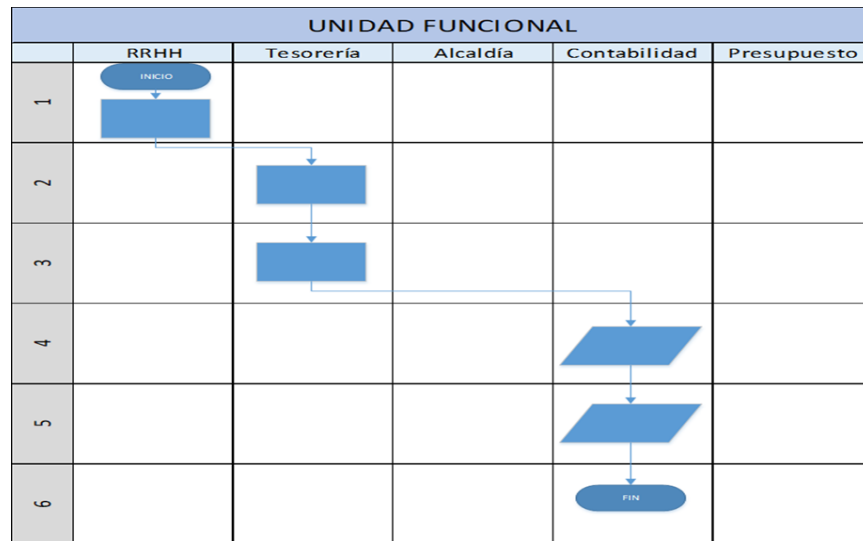 UNIDAD FUNCIONAL
RRHH Tesorería Alcaldía Contabilidad Presupuesto
INICIO
1
2
3
4
5
6
FIN